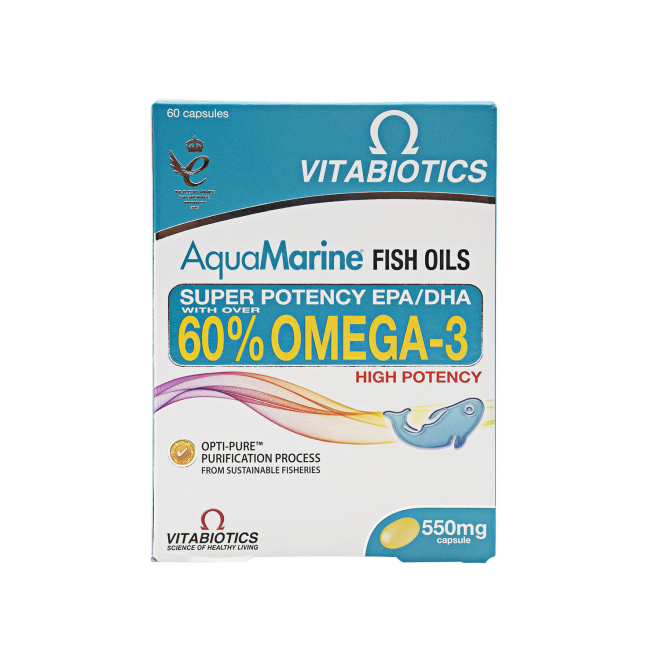 60 capsules
VITABIOTICS
AquaMarine® FISH OILS
SUPER POTENCY EPA/DHA
WITH OVER
60% OMEGA-3
HIGH POTENCY
OPTI-PURE™
PURIFICATION PROCESS
FROM SUSTAINABLE FISHERIES
550mg
capsule
VITABIOTICS
SCIENCE OF HEALTHY LIVING